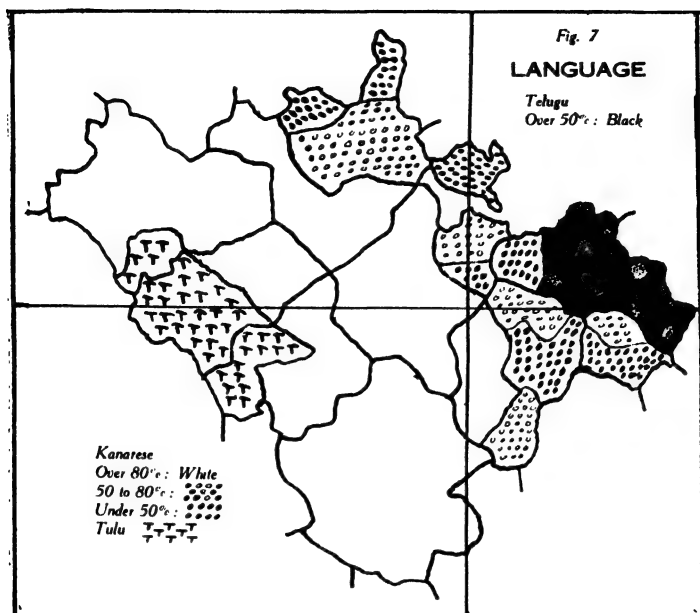 Fig. 7
LANGUAGE
Telugu
Over 50%: Black
Kanarese
Over 80%: White
50 to 80%:
Under 50%:
Tulu